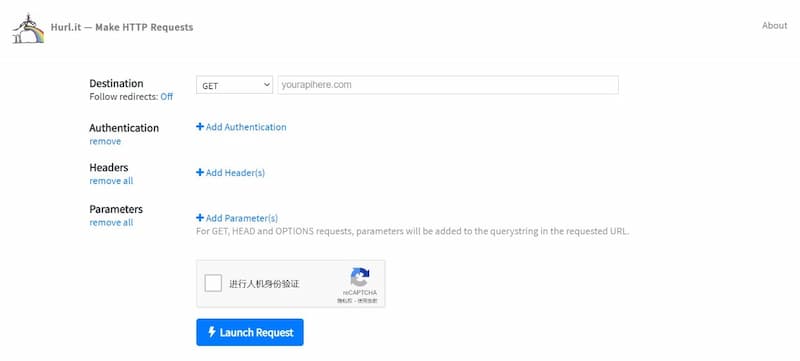 Hurl.it — Make HTTP Requests
About
Destination
GET
yourapihere.com
Follow redirects: Off
Authentication
+ Add Authentication
remove
Headers
+ Add Header(s)
remove all
Parameters
+ Add Parameter(s)
remove all
For GET, HEAD and OPTIONS requests, parameters will be added to the querystring in the requested URL.
进行人机身份验证
reCAPTCHA
隐私权 - 使用条款
Launch Request